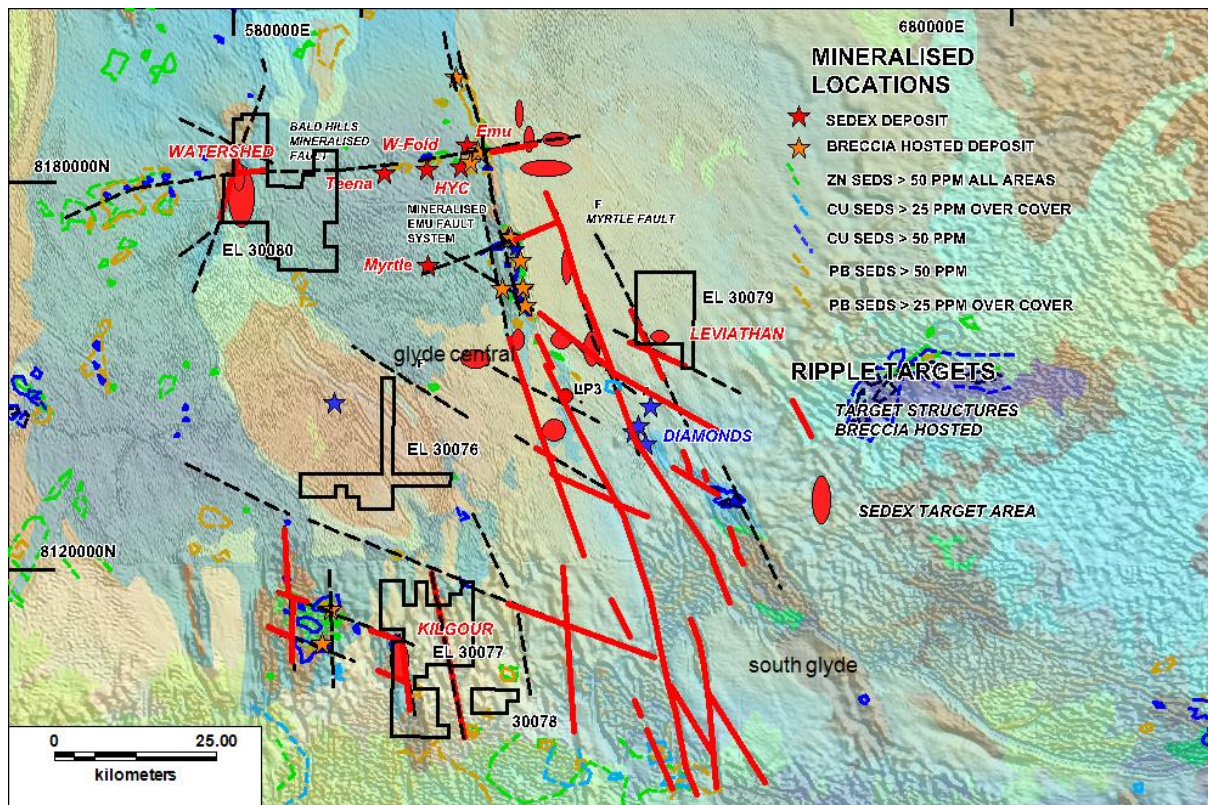 580000E
680000E
MINERALISED
LOCATIONS
SEDEX DEPOSIT
BRECCIA HOSTED DEPOSIT
ZN SEDS > 50 PPM ALL AREAS
CU SEDS > 25 PPM OVER COVER
CU SEDS > 50 PPM
PB SEDS > 50 PPM
PB SEDS > 25 PPM OVER COVER
BALD HILLS
MINERALISED
FAULT
WATERSHED
W-Fold
Emu
8180000N
Teena
HYC
MINERALISED
EMU FAULT
SYSTEM
F
MYRTLE FAULT
EL 30080
Myrtle
EL 30079
LEVIATHAN
glyde central
F
LP3
RIPPLE TARGETS
TARGET STRUCTURES
BRECCIA HOSTED
DIAMONDS
EL 30076
SEDEX TARGET AREA
8120000N
KILGOUR
EL 30077
south glyde
30078
0 25.00
kilometers